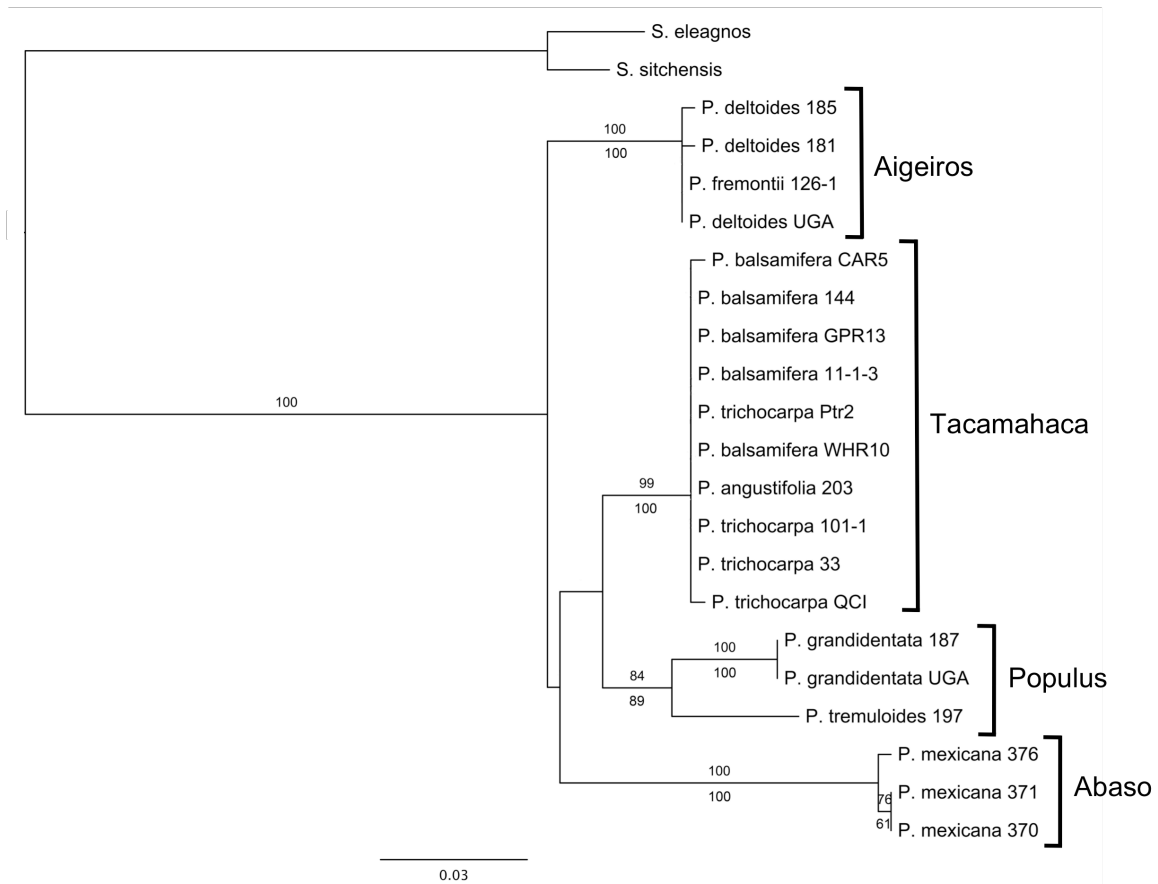 S. eleagnos
S. sitchensis
P. deltoides 185
100
100
P. deltoides 181
Aigeiros
P. fremontii 126-1
P. deltoides UGA
P. balsamifera CAR5
P. balsamifera 144
P. balsamifera GPR13
P. balsamifera 11-1-3
100
P. trichocarpa Ptr2
Tacamahaca
P. balsamifera WHR10
99
100
P. angustifolia 203
P. trichocarpa 101-1
P. trichocarpa 33
P. trichocarpa QCI
P. grandidentata 187
100
100
84
89
P. grandidentata UGA
Populus
P. tremuloides 197
P. mexicana 376
100
100
76
P. mexicana 371
Abaso
61
P. mexicana 370
0.03